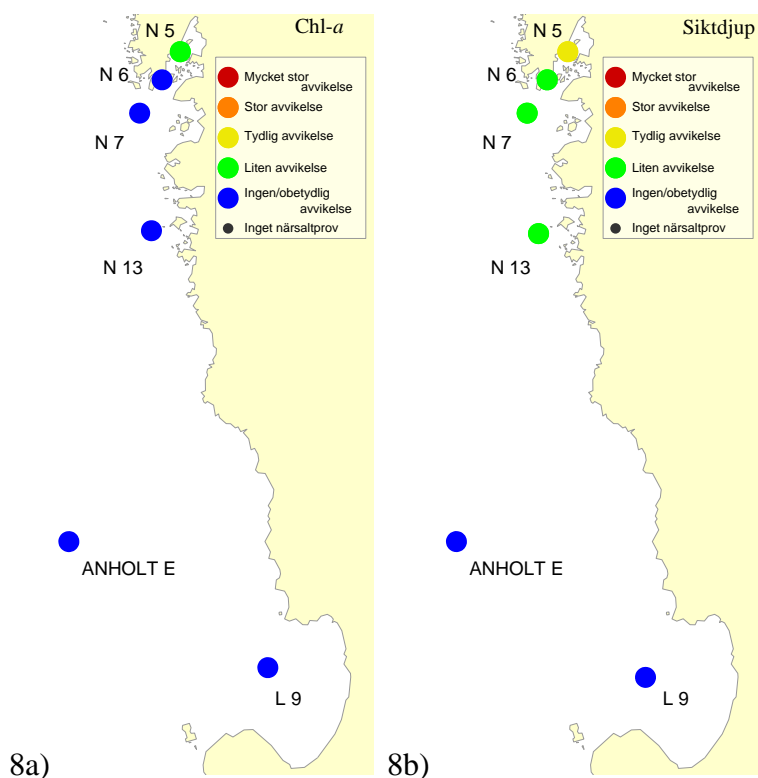 Chl-a
N 5
N 6
N 7
N 13
Mycket stor
avvikelse
Stor avvikelse
Tydlig avvikelse
Liten avvikelse
Ingen/obetydlig
avvikelse
Inget närsaltprov
ANHOLT E
L 9
8a)
Siktdjup
N 5
N 6
N 7
N 13
Mycket stor
avvikelse
Stor avvikelse
Tydlig avvikelse
Liten avvikelse
Ingen/obetydlig
avvikelse
Inget närsaltprov
ANHOLT E
L 9
8b)